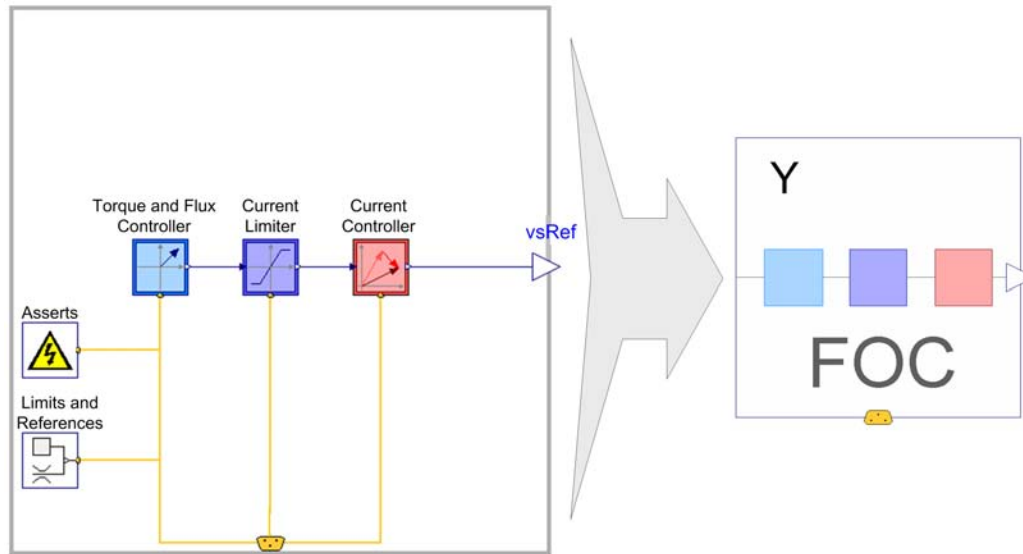 Torque and Flux
Controller
Current
Limiter
Current
Controller
vsRef
Asserts
Limits and
References
Y
FOC